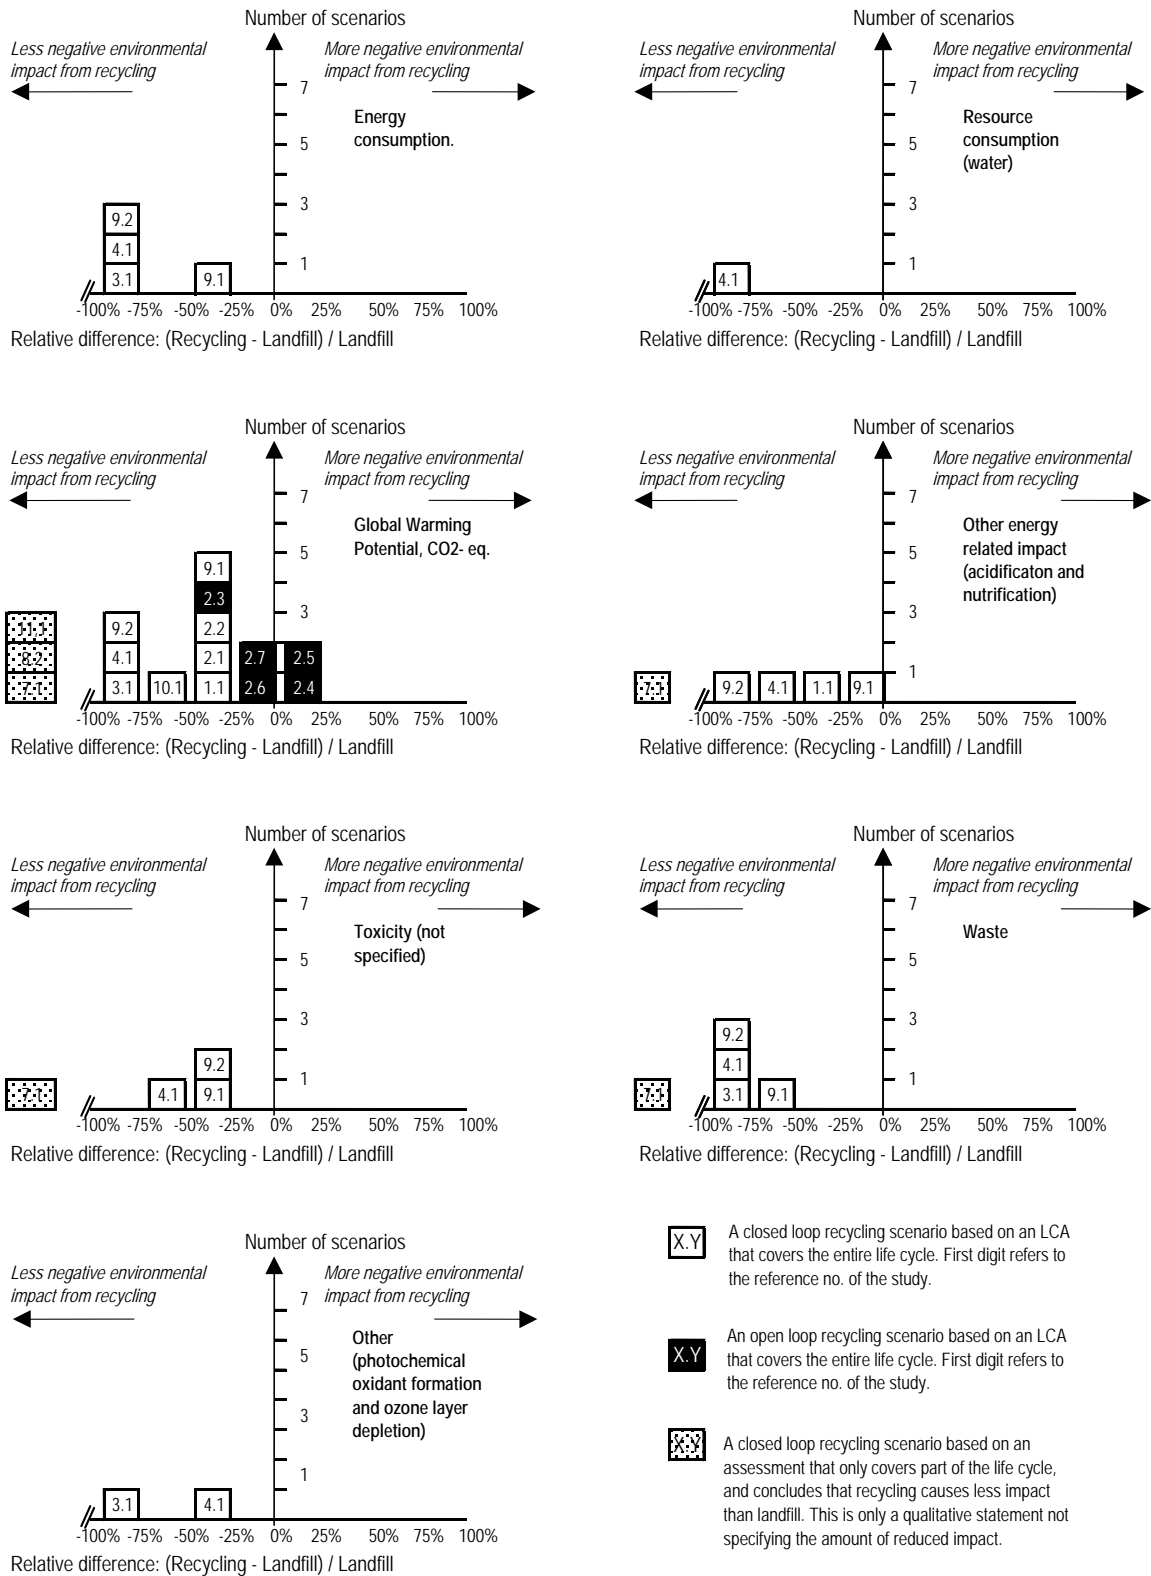 Number of scenarios
Less negative environmental
impact from recycling
More negative environmental
impact from recycling
7
Energy
consumption.
5
3
9.2
4.1
1
3.1
9.1
-100% -75% -50% -25% 0% 25% 50% 75% 100%
Relative difference: (Recycling - Landfill) / Landfill
Number of scenarios
Less negative environmental
impact from recycling
More negative environmental
impact from recycling
7
Resource
consumption
(water)
5
3
1
4.1
-100% -75% -50% -25% 0% 25% 50% 75% 100%
Relative difference: (Recycling - Landfill) / Landfill
Number of scenarios
Less negative environmental
impact from recycling
More negative environmental
impact from recycling
7
Global Warming
Potential, CO2- eq.
5
9.1
2.3
3
11.1 9.2 2.2
8.2 4.1 2.1 2.7 2.5
7.1 3.1 10.1 1.1 2.6 2.4
-100% -75% -50% -25% 0% 25% 50% 75% 100%
Relative difference: (Recycling - Landfill) / Landfill
Number of scenarios
Less negative environmental
impact from recycling
More negative environmental
impact from recycling
7
Other energy
related impact
(acidificaton and
nutrification)
5
3
1
7.1 9.2 4.1 1.1 9.1
-100% -75% -50% -25% 0% 25% 50% 75% 100%
Relative difference: (Recycling - Landfill) / Landfill
Number of scenarios
Less negative environmental
impact from recycling
More negative environmental
impact from recycling
7
Toxicity (not
specified)
5
3
9.2
1
7.1 4.1 9.1
-100% -75% -50% -25% 0% 25% 50% 75% 100%
Relative difference: (Recycling - Landfill) / Landfill
Number of scenarios
Less negative environmental
impact from recycling
More negative environmental
impact from recycling
7
Waste
5
3
9.2
4.1
1
7.1 3.1 9.1
-100% -75% -50% -25% 0% 25% 50% 75% 100%
Relative difference: (Recycling - Landfill) / Landfill
Number of scenarios
Less negative environmental
impact from recycling
More negative environmental
impact from recycling
7
Other
(photochemical
oxidant formation
and ozone layer
depletion)
5
3
1
3.1 4.1
-100% -75% -50% -25% 0% 25% 50% 75% 100%
Relative difference: (Recycling - Landfill) / Landfill
X.Y
A closed loop recycling scenario based on an LCA
that covers the entire life cycle. First digit refers to
the reference no. of the study.
X.Y
An open loop recycling scenario based on an LCA
that covers the entire life cycle. First digit refers to
the reference no. of the study.
X.Y
A closed loop recycling scenario based on an
assessment that only covers part of the life cycle,
and concludes that recycling causes less impact
than landfill. This is only a qualitative statement not
specifying the amount of reduced impact.